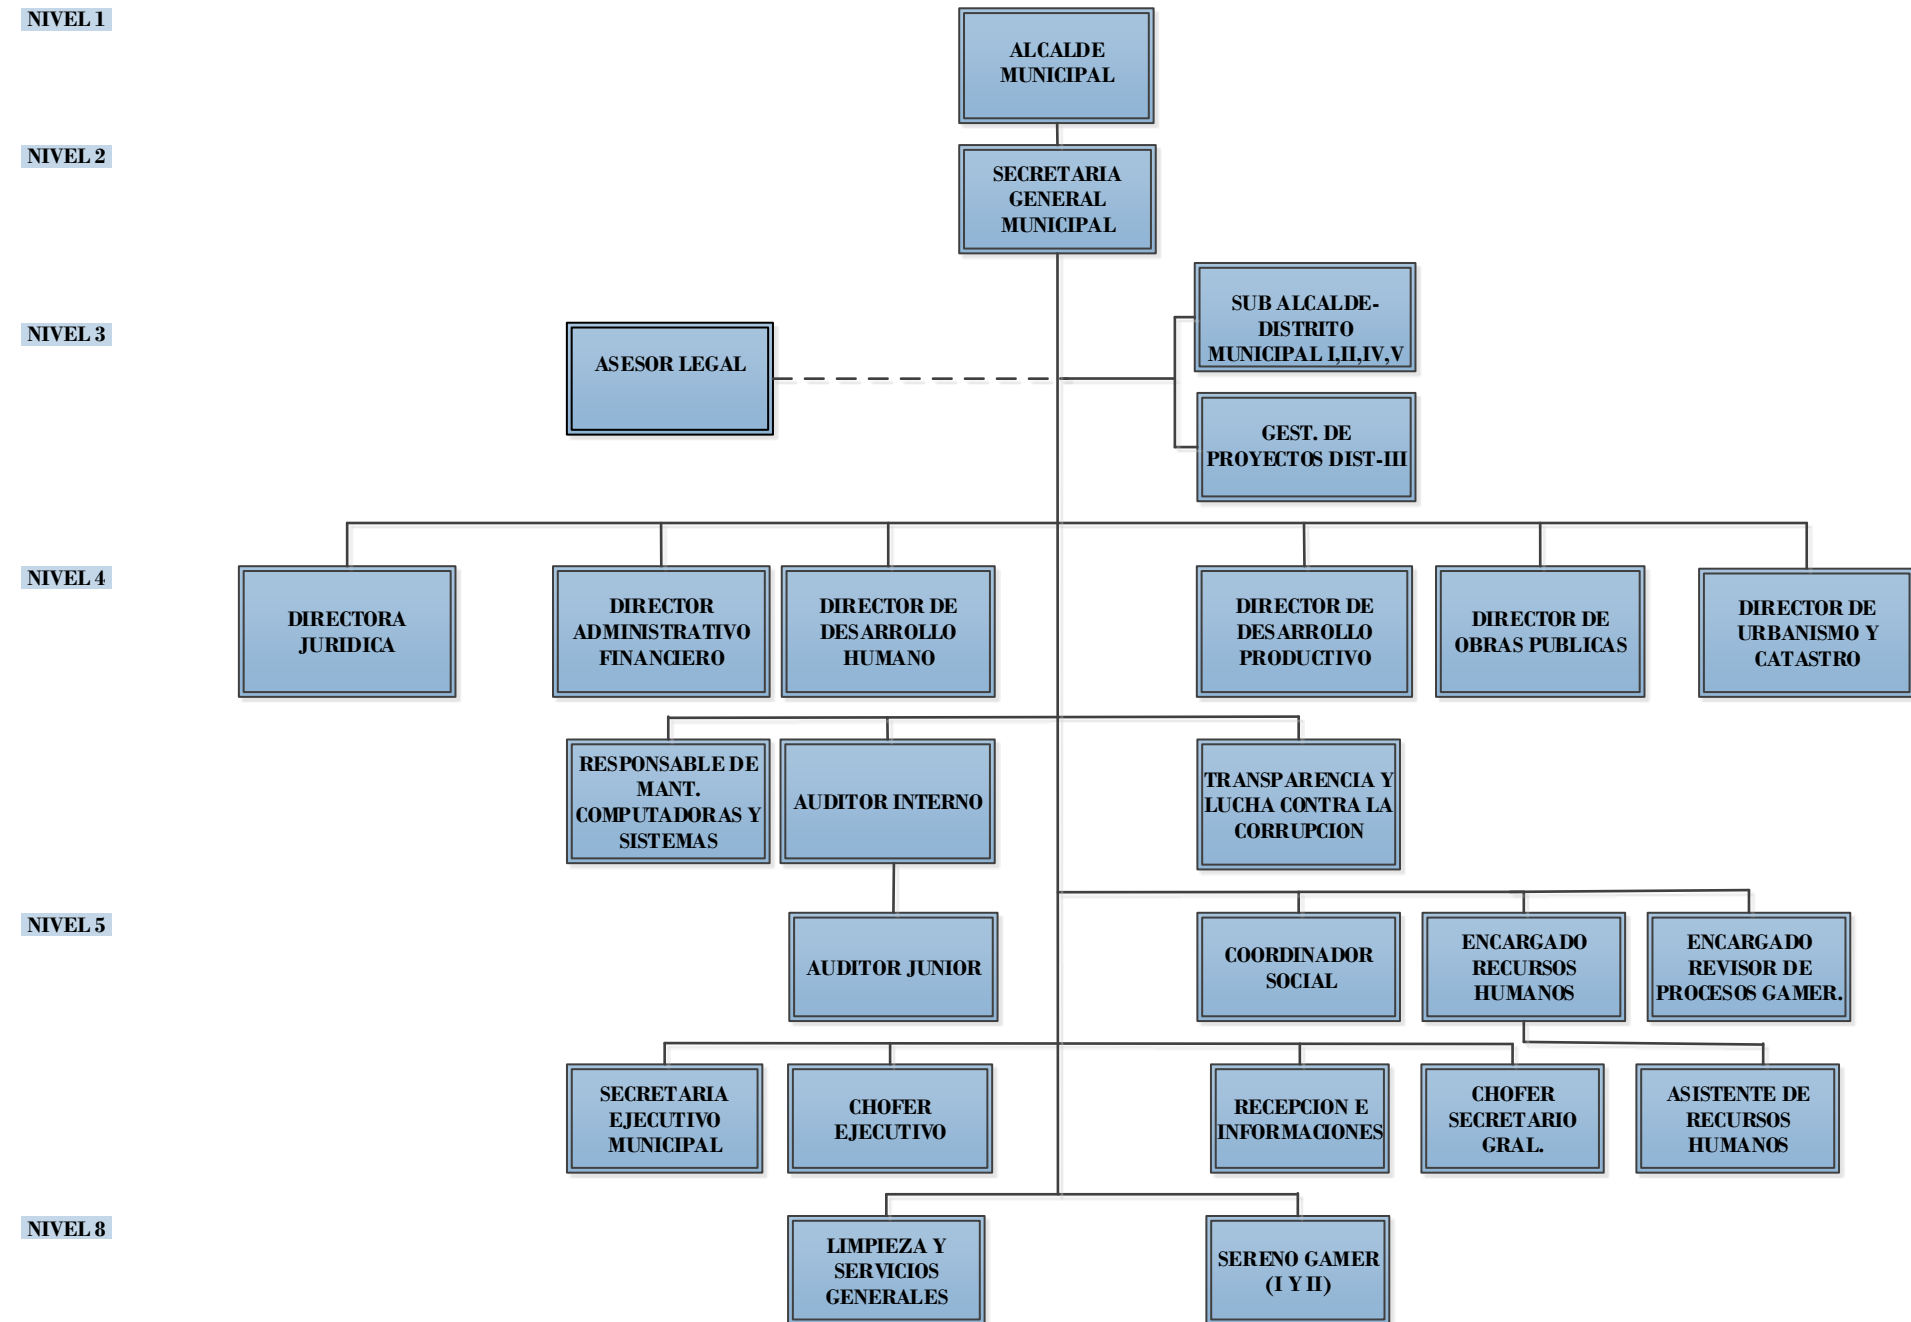 NIVEL 1
ALCALDE
MUNICIPAL
NIVEL 2
SECRETARIA
GENERAL
MUNICIPAL
NIVEL 3
ASESOR LEGAL
SUB ALCALDE-
DISTRITO
MUNICIPAL I,II,IV,V
GEST. DE
PROYECTOS DIST-III
NIVEL 4
DIRECTORA
JURIDICA
DIRECTOR
ADMINISTRATIVO
FINANCIERO
DIRECTOR DE
DESARROLLO
HUMANO
DIRECTOR DE
DESARROLLO
PRODUCTIVO
DIRECTOR DE
OBRAS PUBLICAS
DIRECTOR DE
URBANISMO Y
CATASTRO
RESPONSABLE DE
MANT.
COMPUTADORAS Y
SISTEMAS
AUDITOR INTERNO
TRANSPARENCIA Y
LUCHA CONTRA LA
CORRUPCION
NIVEL 5
AUDITOR JUNIOR
COORDINADOR
SOCIAL
ENCARGADO
RECURSOS
HUMANOS
ENCARGADO
REVISOR DE
PROCESOS GAMER.
SECRETARIA
EJECUTIVO
MUNICIPAL
CHOFER
EJECUTIVO
RECEPCION E
INFORMACIONES
CHOFER
SECRETARIO
GRAL.
ASISTENTE DE
RECURSOS
HUMANOS
NIVEL 8
LIMPIEZA Y
SERVICIOS
GENERALES
SERENO GAMER
(I Y II)